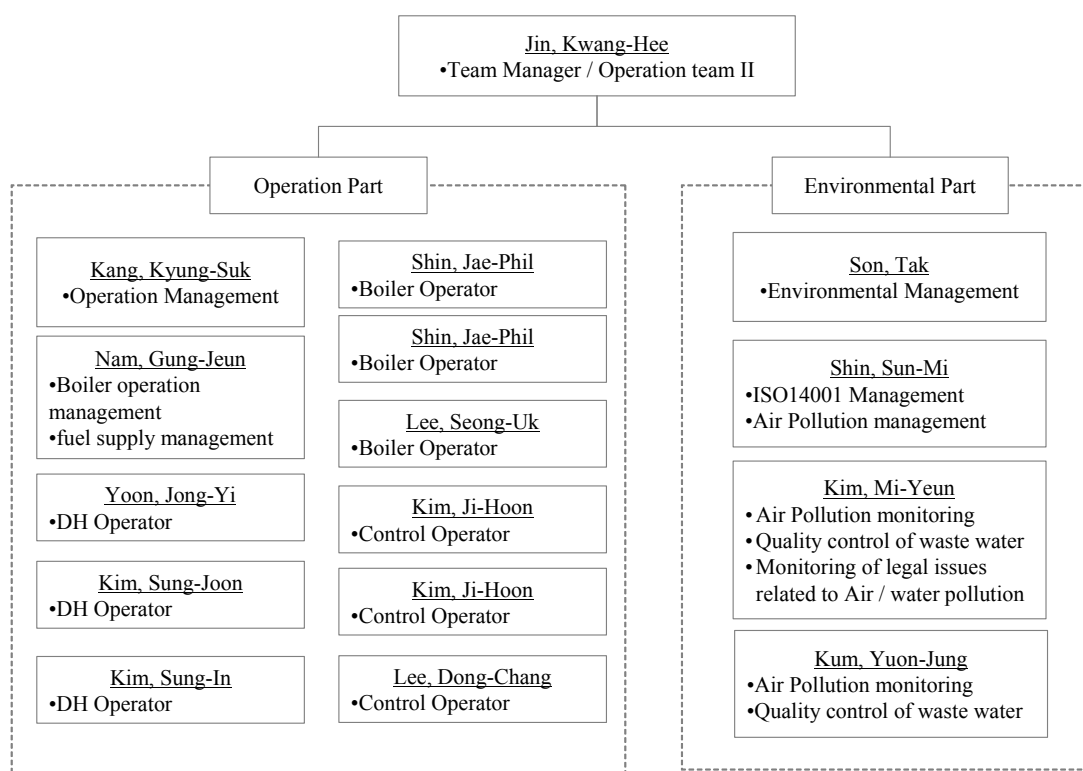 Jin, Kwang-Hee
•Team Manager / Operation team II
Operation Part
Kang, Kyung-Suk
•Operation Management
Nam, Gung-Jeun
•Boiler operation
management
•fuel supply management
Yoon, Jong-Yi
•DH Operator
Kim, Sung-Joon
•DH Operator
Kim, Sung-In
•DH Operator
Shin, Jae-Phil
•Boiler Operator
Shin, Jae-Phil
•Boiler Operator
Lee, Seong-Uk
•Boiler Operator
Kim, Ji-Hoon
•Control Operator
Kim, Ji-Hoon
•Control Operator
Lee, Dong-Chang
•Control Operator
Environmental Part
Son, Tak
•Environmental Management
Shin, Sun-Mi
•ISO14001 Management
•Air Pollution management
Kim, Mi-Yeun
• Air Pollution monitoring
• Quality control of waste water
• Monitoring of legal issues
related to Air / water pollution
Kum, Yuon-Jung
• Air Pollution monitoring
• Quality control of waste water